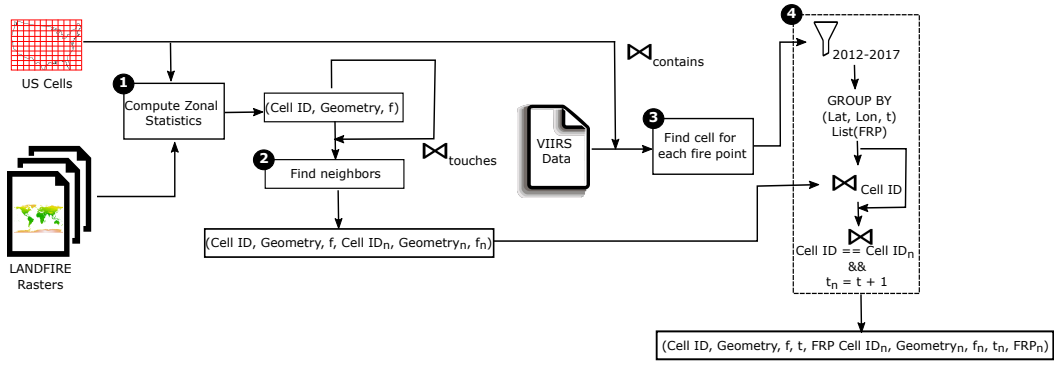 US Cells
LANDFIRE
Rasters
1
Compute Zonal
Statistics
(Cell ID, Geometry, f)
⋈touches
2
Find neighbors
(Cell ID, Geometry, f, Cell IDn, Geometryn, fn)
VIIRS
Data
⋈contains
3
Find cell for
each fire point
4
2012-2017
GROUP BY
(Lat, Lon, t)
List(FRP)
⋈ Cell ID
⋈
Cell ID == Cell IDn
&&
tn = t + 1
(Cell ID, Geometry, f, t, FRP Cell IDn, Geometryn, fn, tn, FRPn)